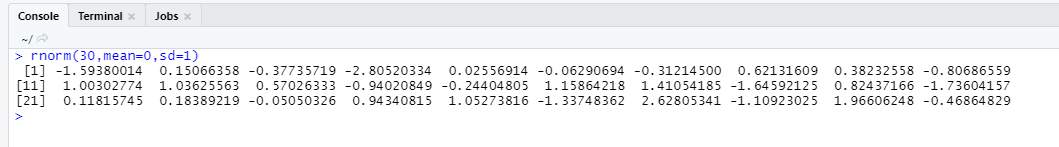 Console Terminal × Jobs ×
~/
> rnorm(30,mean=0,sd=1)
[1] -1.59380014 0.15066358 -0.37735719 -2.80520334 0.02556914 -0.06290694 -0.31214500 0.62131609 0.38232558 -0.80686559
[11] 1.00302774 1.03625563 0.57026333 -0.94020849 -0.24404805 1.15864218 1.41054185 -1.64592125 0.82437166 -1.73604157
[21] 0.11815745 0.18389219 -0.05050326 0.94340815 1.05273816 -1.33748362 2.62805341 -1.10923025 1.96606248 -0.46864829
>